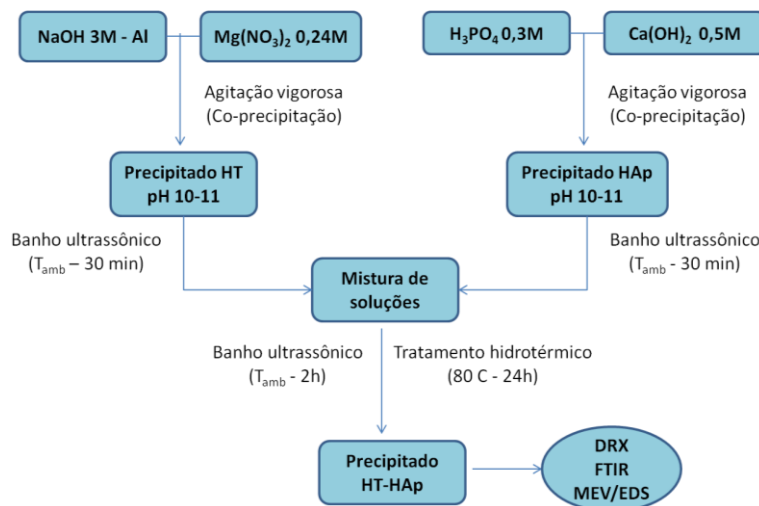 NaOH 3M - Al
Mg(NO₃)₂ 0,24M
H₃PO₄ 0,3M
Ca(OH)₂ 0,5M
Agitação vigorosa
(Co-precipitação)
Agitação vigorosa
(Co-precipitação)
Precipitado HT
pH 10-11
Precipitado HAp
pH 10-11
Banho ultrassônico
(Tamb – 30 min)
Banho ultrassônico
(Tamb - 30 min)
Mistura de
soluções
Banho ultrassônico
(Tamb - 2h)
Tratamento hidrotérmico
(80 C - 24h)
Precipitado
HT-HAp
DRX
FTIR
MEV/EDS